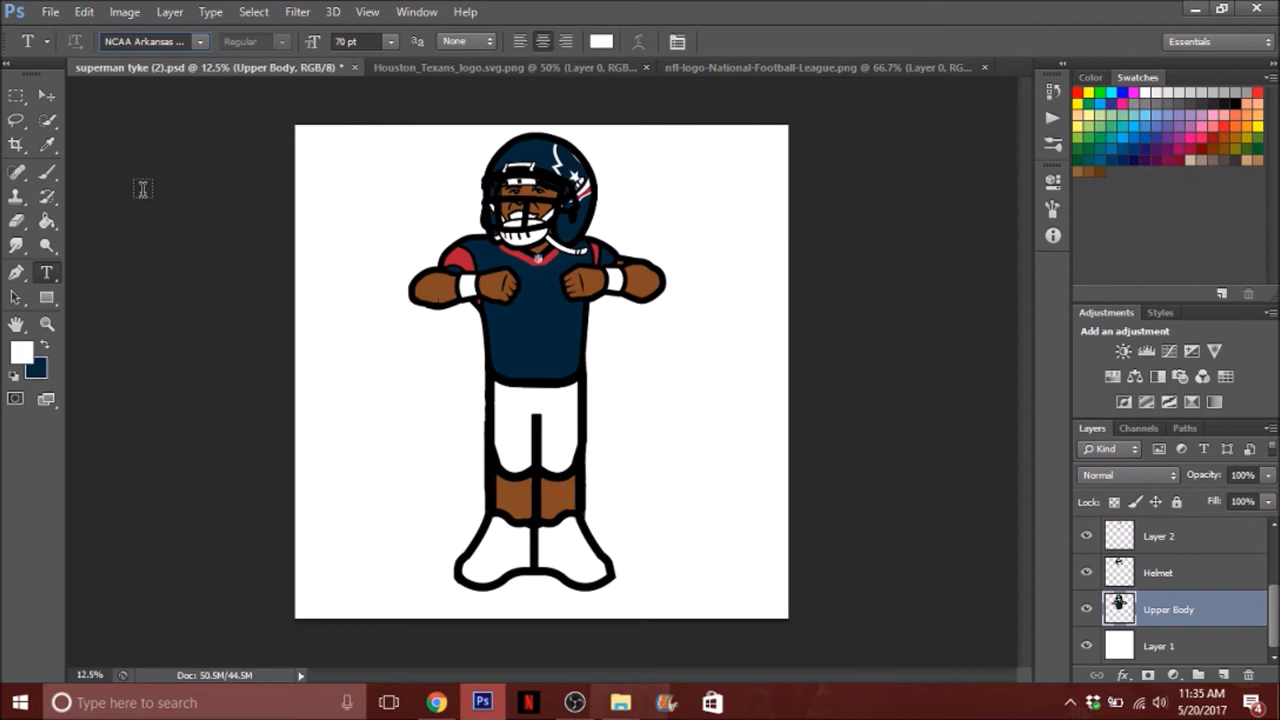 Ps File Edit Image Layer Type Select Filter 3D View Window Help
T NCAA Arkansas ... Regular 70 pt None Essentials
superman tyke (2).psd @ 12.5% (Upper Body, RGB/8) * Houston_Texans_logo.svg.png @ 50% (Layer 0, RGB... nfl-logo-National-Football-League.png @ 66.7% (Layer 0, RG...
Color Swatches
Adjustments Styles
Add an adjustment
Layers Channels Paths
Kind
Normal Opacity: 100%
Lock: Fill: 100%
Layer 2
Helmet
Upper Body
Layer 1
12.5% Doc: 50.5M/44.5M
Type here to search
Ps
11:35 AM
5/20/2017
4